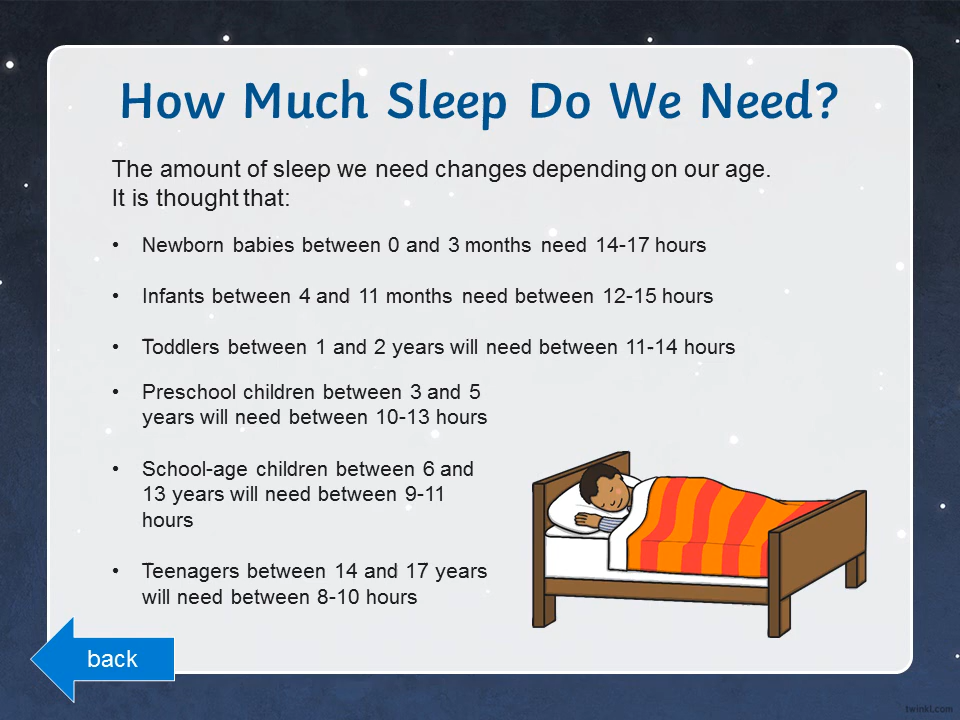 How Much Sleep Do We Need?
The amount of sleep we need changes depending on our age.
It is thought that:
• Newborn babies between 0 and 3 months need 14-17 hours
• Infants between 4 and 11 months need between 12-15 hours
• Toddlers between 1 and 2 years will need between 11-14 hours
• Preschool children between 3 and 5
years will need between 10-13 hours
• School-age children between 6 and
13 years will need between 9-11
hours
• Teenagers between 14 and 17 years
will need between 8-10 hours
back
twinkl.com